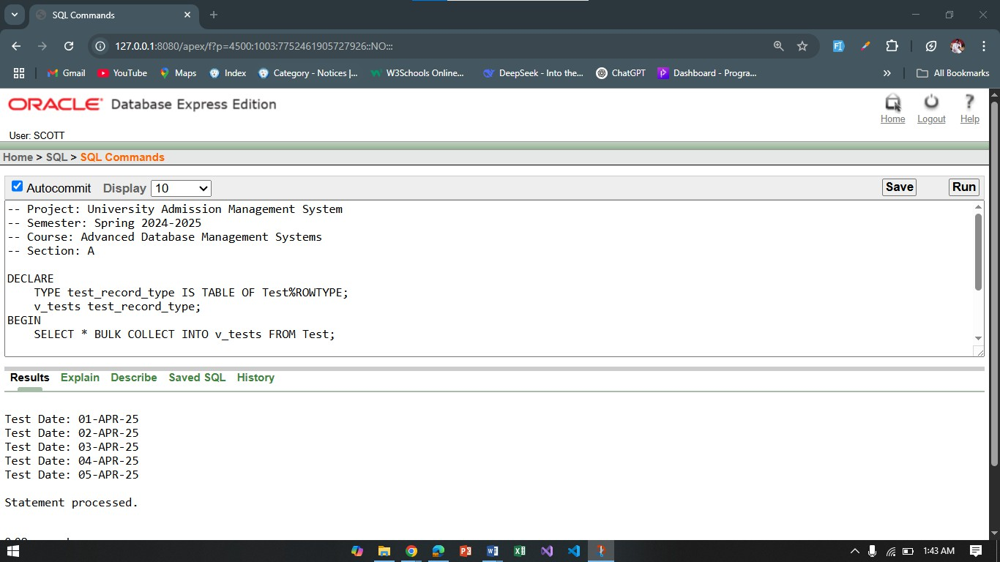 SQL Commands
127.0.0.1:8080/apex/f?p=4500:1003:7752461905727926::NO:::
Gmail YouTube Maps Index Category - Notices |... W3Schools Online... DeepSeek - Into the... ChatGPT Dashboard - Progra... » All Bookmarks
ORACLE Database Express Edition
Home Logout Help
User: SCOTT
Home > SQL > SQL Commands
Autocommit Display 10 Save Run
-- Project: University Admission Management System
-- Semester: Spring 2024-2025
-- Course: Advanced Database Management Systems
-- Section: A
DECLARE
TYPE test_record_type IS TABLE OF Test%ROWTYPE;
v_tests test_record_type;
BEGIN
SELECT * BULK COLLECT INTO v_tests FROM Test;
Results Explain Describe Saved SQL History
Test Date: 01-APR-25
Test Date: 02-APR-25
Test Date: 03-APR-25
Test Date: 04-APR-25
Test Date: 05-APR-25
Statement processed.
1:43 AM